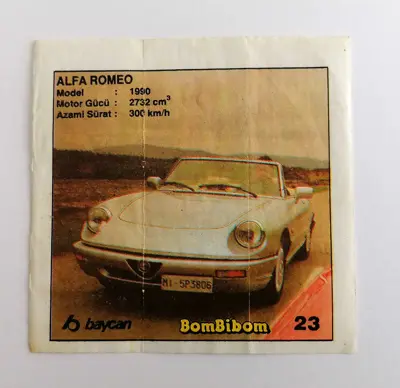 ALFA ROMEO
Model : 1990
Motor Gücü : 2732 cm³
Azami Sürat : 300 km/h
MI-5P3806
baycan
BomBibom
23